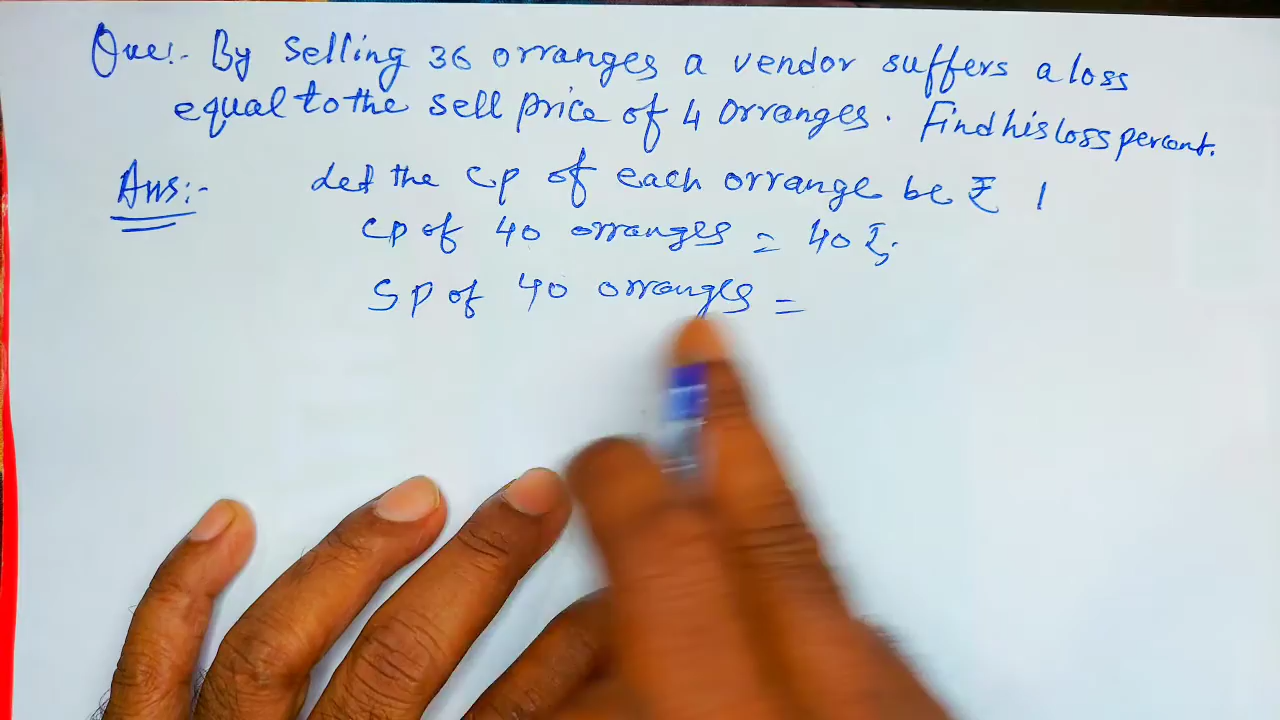 Que:- By selling 36 orranges a vendor suffers a loss
equal to the sell price of 4 orranges. Find his loss percent.
Ans:- Let the CP of each orrange be ₹ 1
CP of 40 orranges = 40 ₹
SP of 40 orranges =